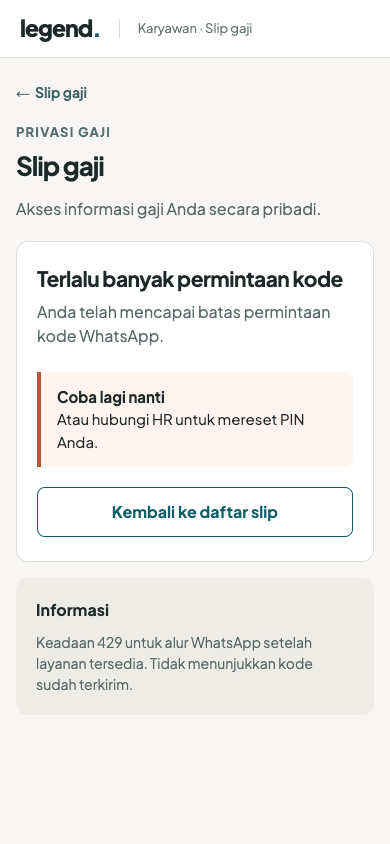 legend.
Karyawan · Slip gaji
← Slip gaji
PRIVASI GAJI
Slip gaji
Akses informasi gaji Anda secara pribadi.
Terlalu banyak permintaan kode
Anda telah mencapai batas permintaan
kode WhatsApp.
Coba lagi nanti
Atau hubungi HR untuk mereset PIN
Anda.
Kembali ke daftar slip
Informasi
Keadaan 429 untuk alur WhatsApp setelah
layanan tersedia. Tidak menunjukkan kode
sudah terkirim.